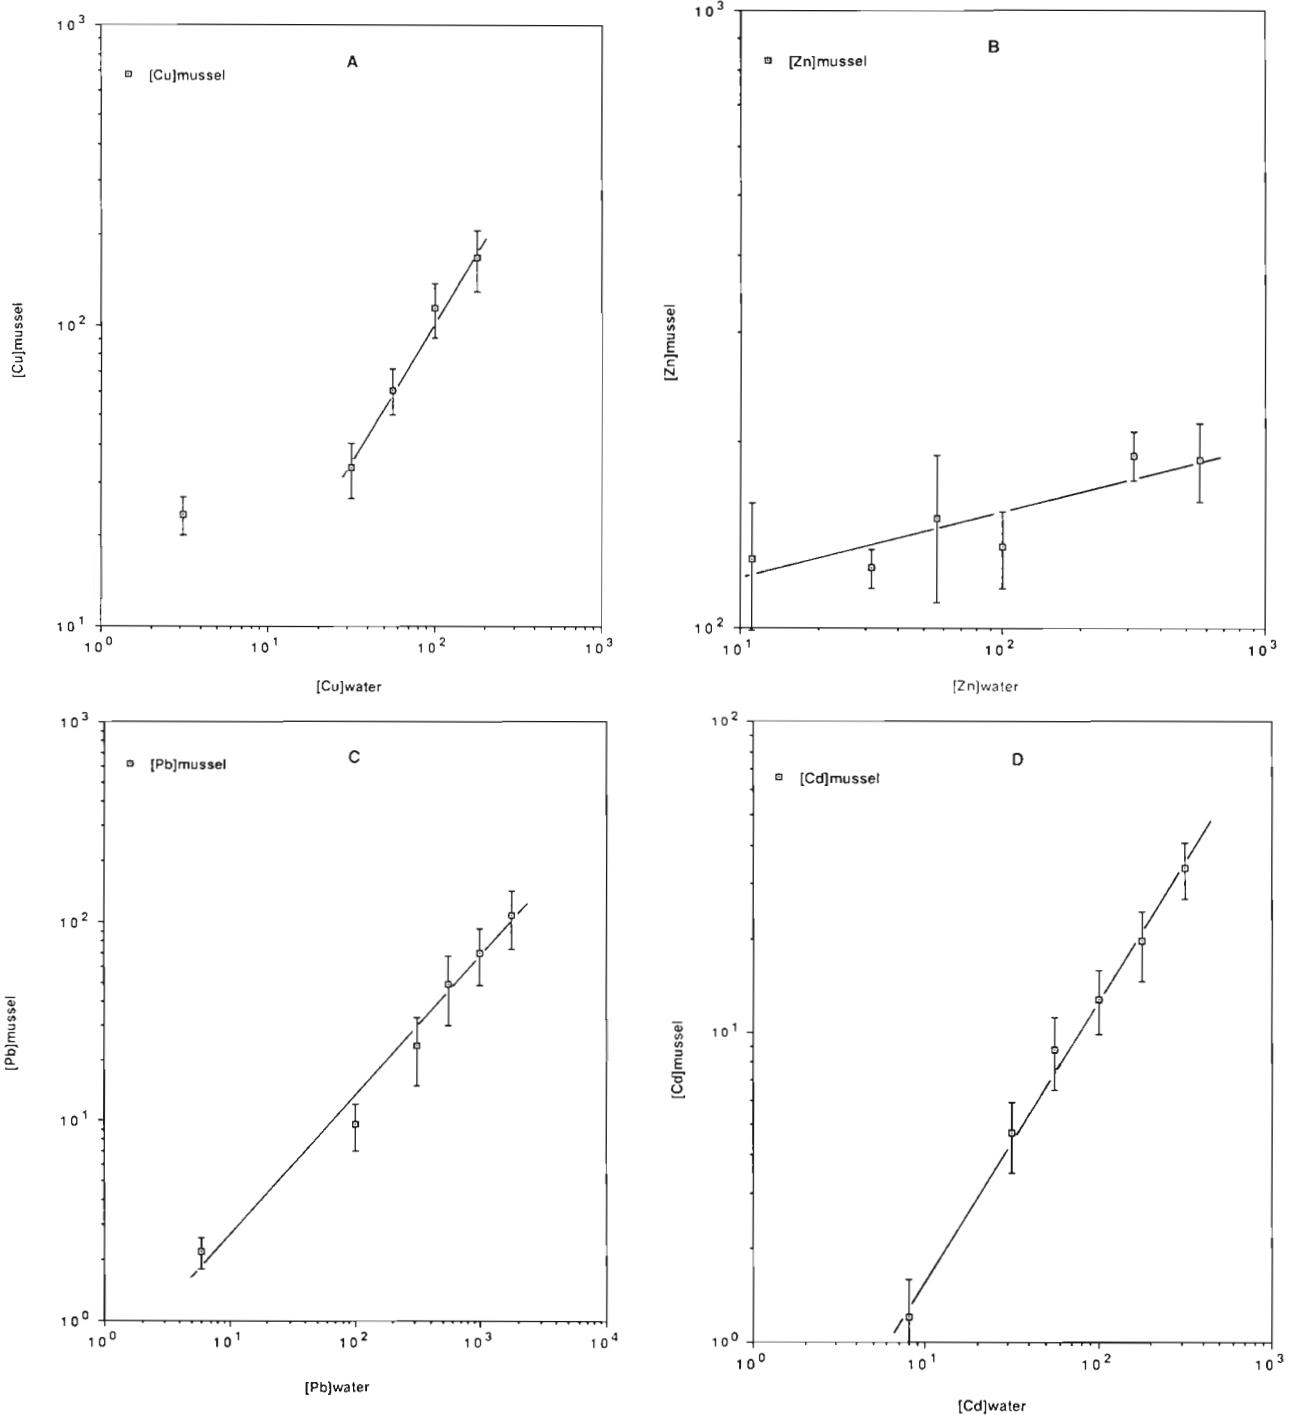 10³
A
[Cu]mussel
[Cu]mussel
10²
10¹
10⁰ 10¹ 10² 10³
[Cu]water
10³
B
[Zn]mussel
[Zn]mussel
10²
10¹ 10² 10³
[Zn]water
10³
C
[Pb]mussel
10²
[Pb]mussel
10¹
10⁰
10⁰ 10¹ 10² 10³ 10⁴
[Pb]water
10²
D
[Cd]mussel
10¹
[Cd]mussel
10⁰
10⁰ 10¹ 10² 10³
[Cd]water